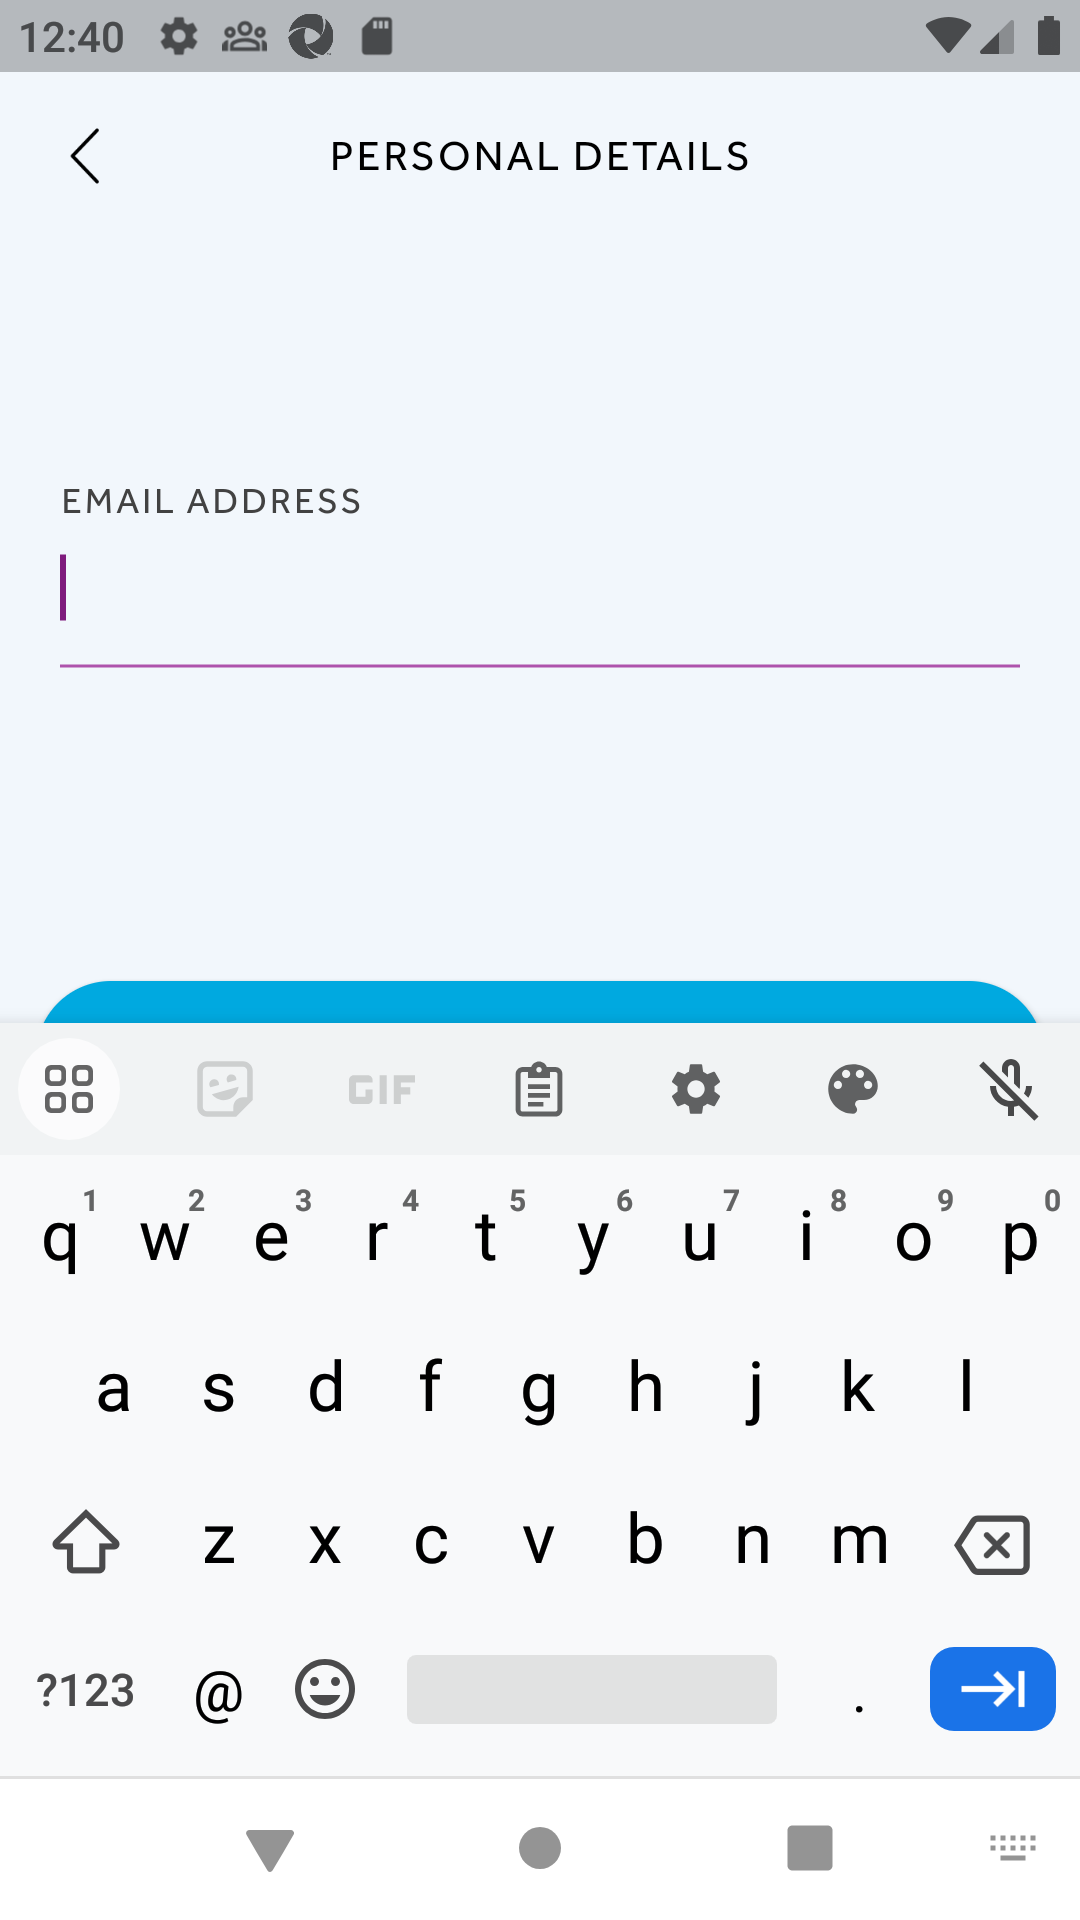 12:40
PERSONAL DETAILS
EMAIL ADDRESS
GIF
1 2 3 4 5 6 7 8 9 0
q w e r t y u i o p
a s d f g h j k l
z x c v b n m
?123 @ .